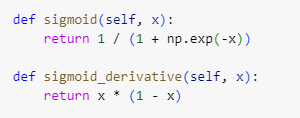 def sigmoid(self, x):
    return 1 / (1 + np.exp(-x))
def sigmoid_derivative(self, x):
    return x * (1 - x)